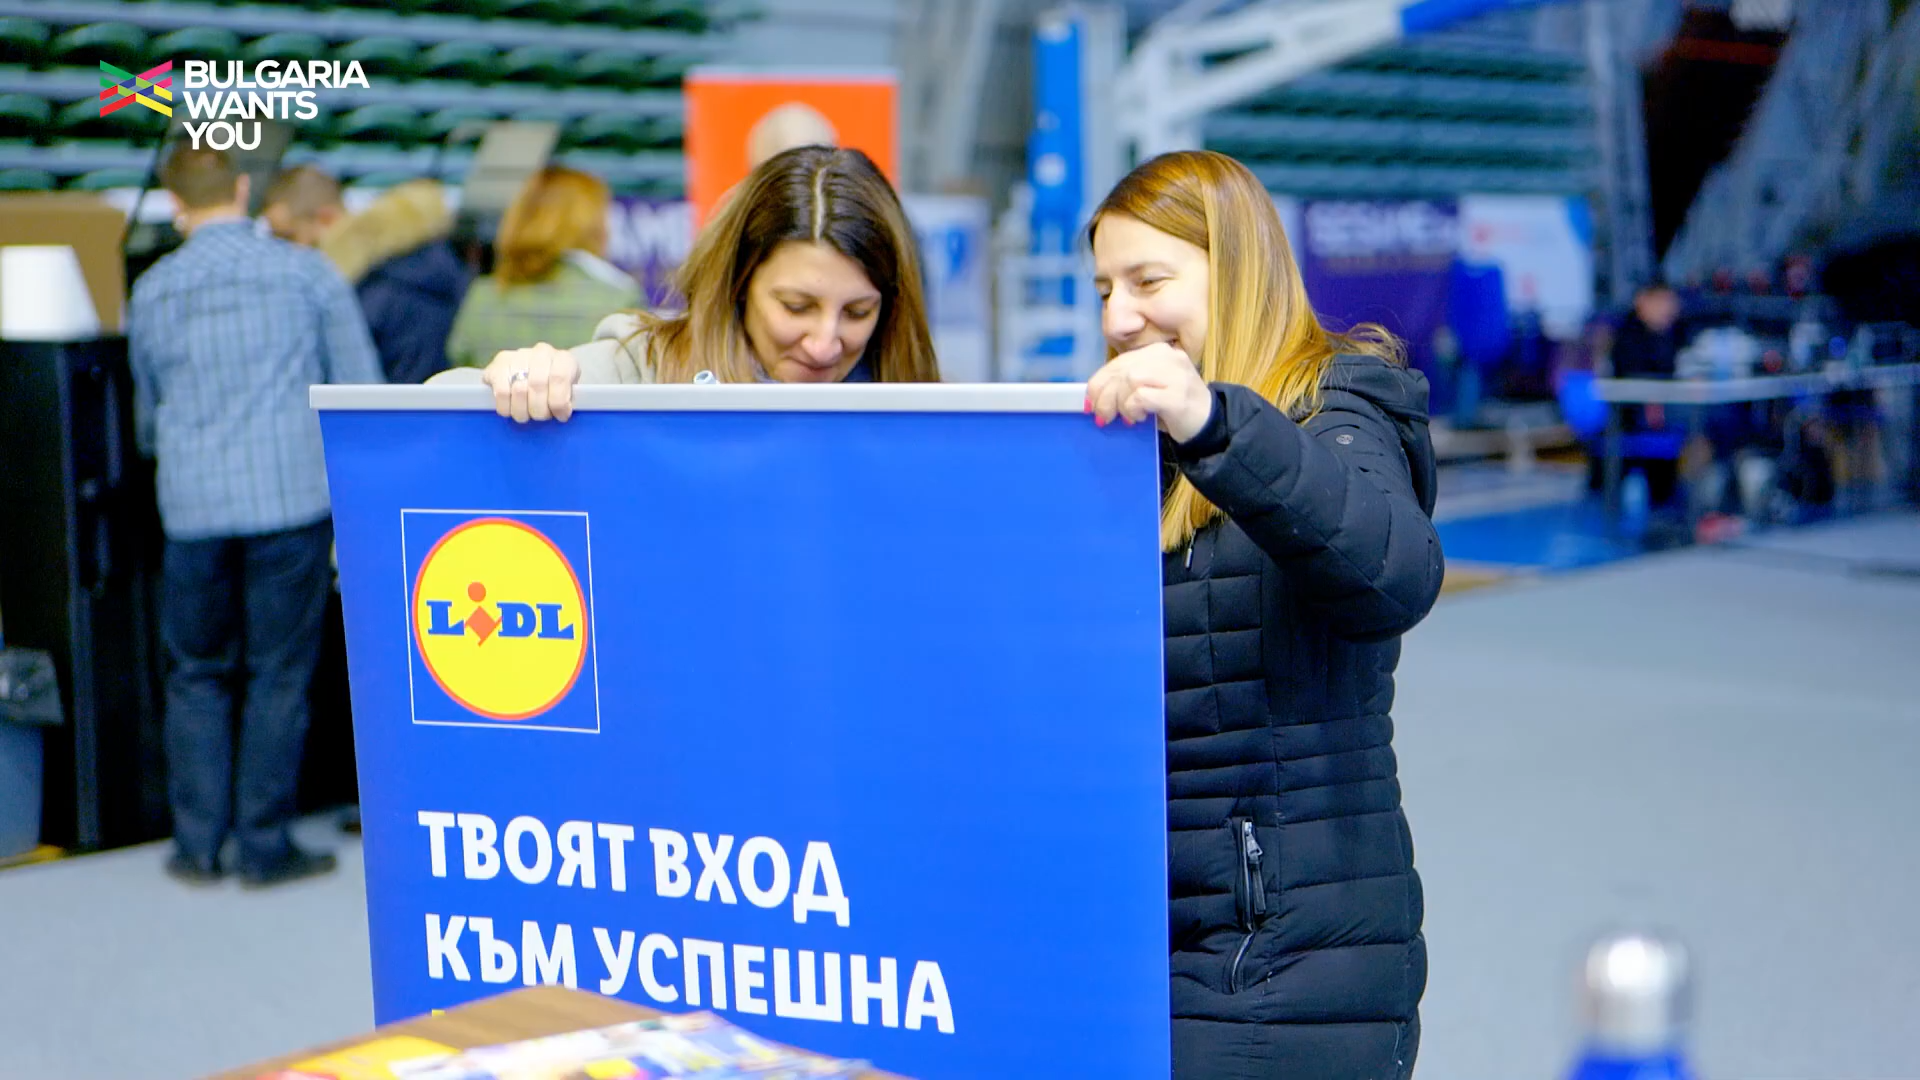 BULGARIA
WANTS
YOU
LIDL
ТВОЯТ ВХОД
КЪМ УСПЕШНА